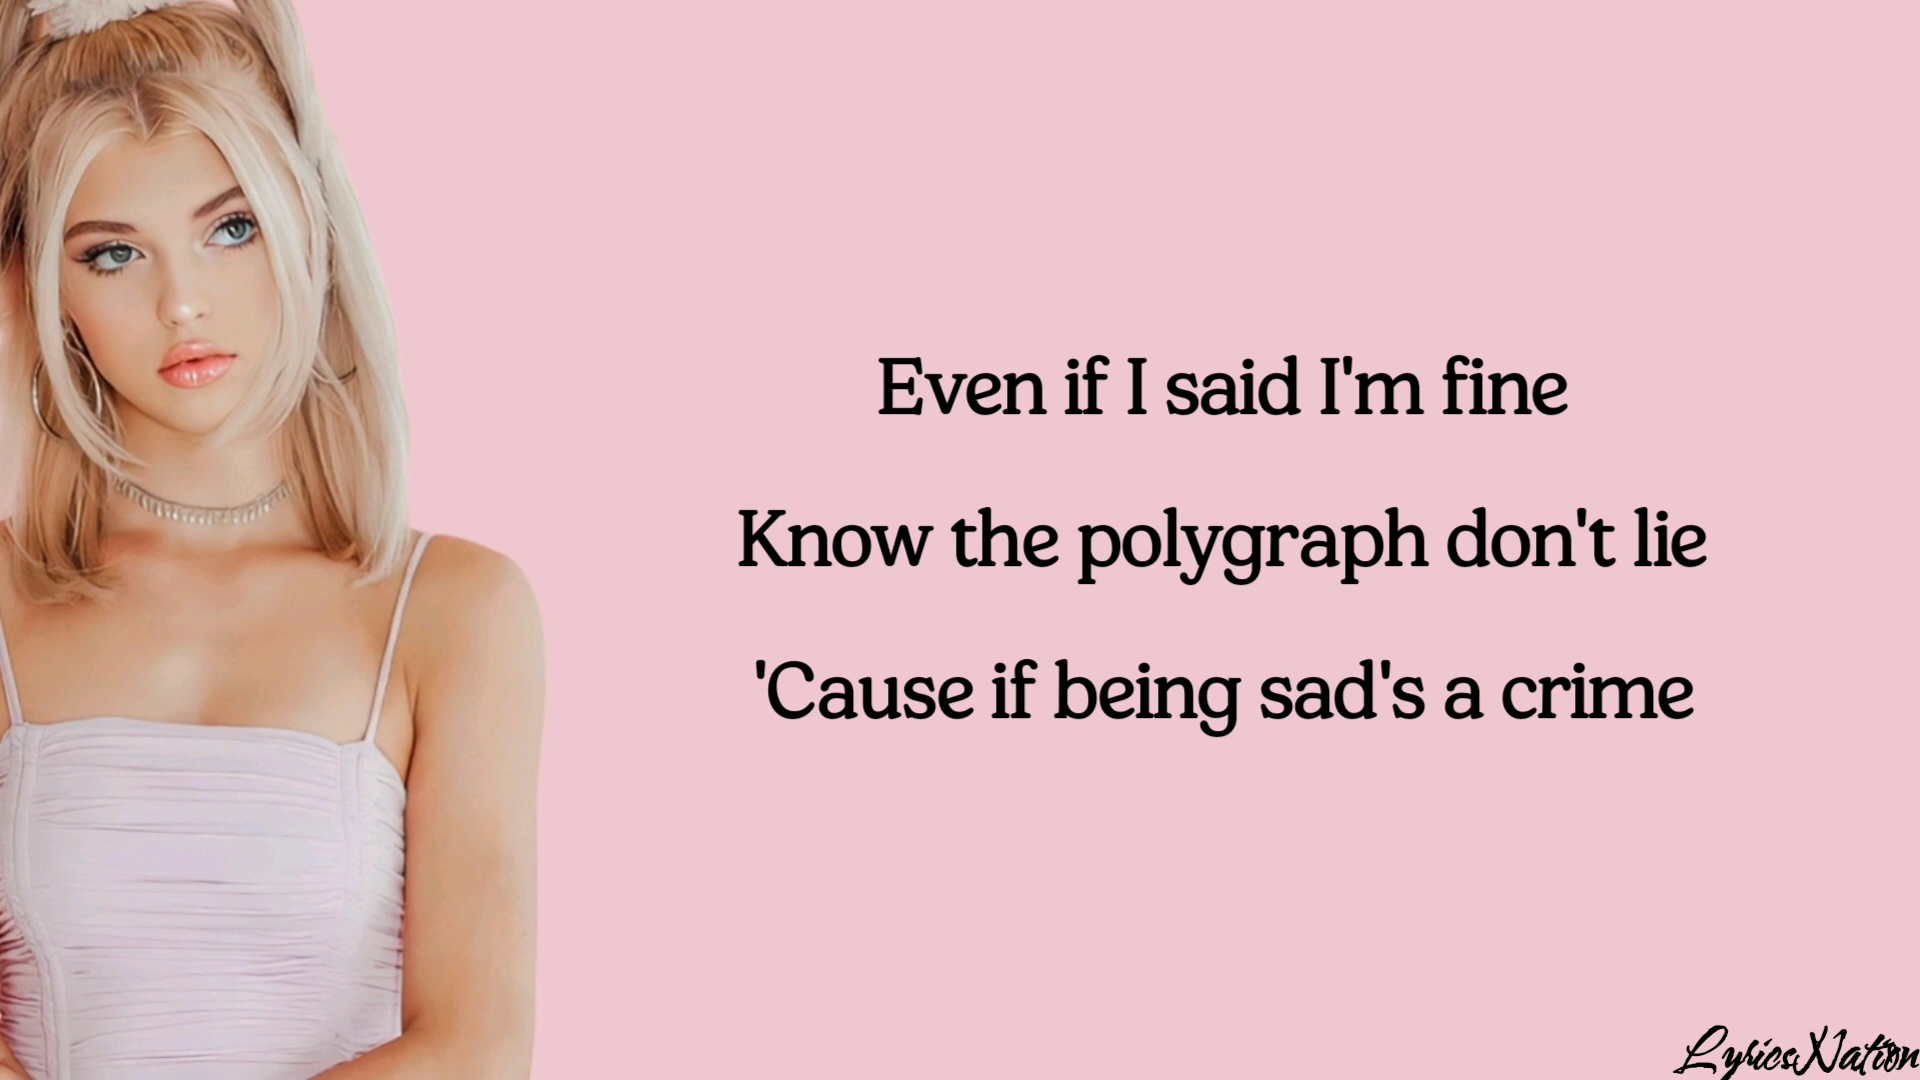 Even if I said I'm fine
Know the polygraph don't lie
'Cause if being sad's a crime
LyricsNation